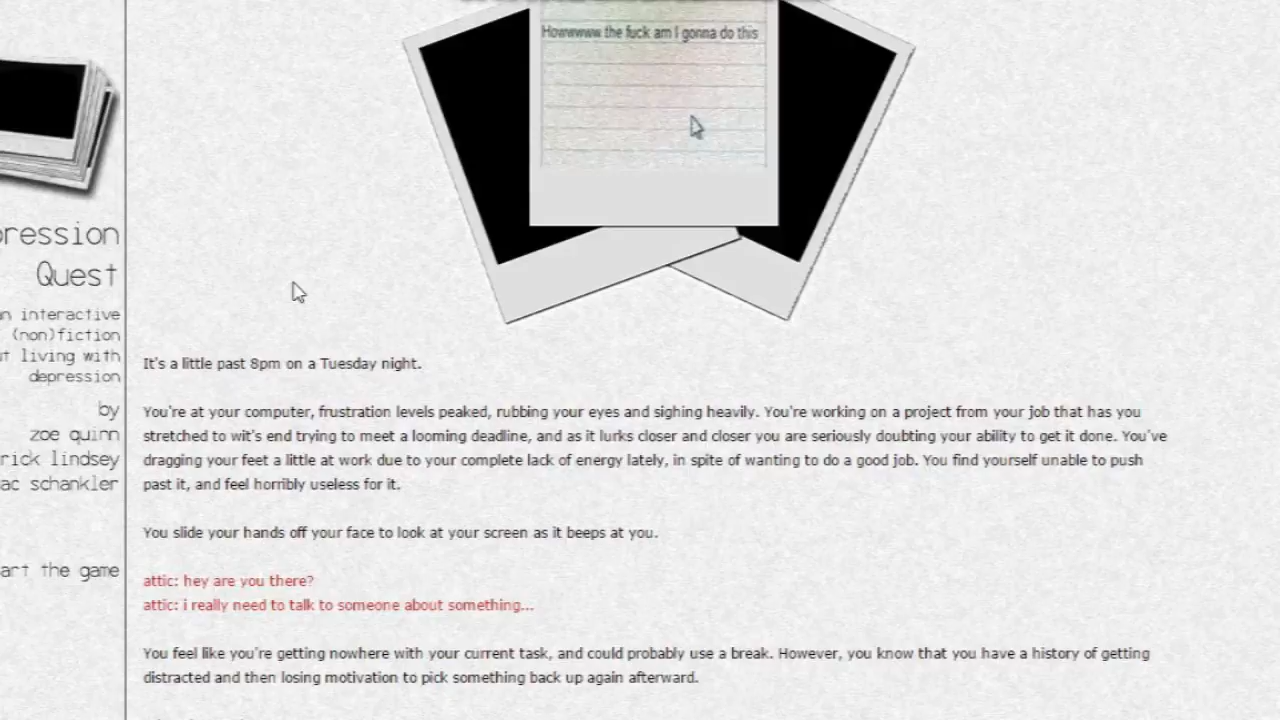 Howwwww the fuck am I gonna do this
pression
Quest
an interactive
(non)fiction
ut living with
depression
by
zoe quinn
rick lindsey
ac schankler
art the game
It's a little past 8pm on a Tuesday night.
You're at your computer, frustration levels peaked, rubbing your eyes and sighing heavily. You're working on a project from your job that has you
stretched to wit's end trying to meet a looming deadline, and as it lurks closer and closer you are seriously doubting your ability to get it done. You've
dragging your feet a little at work due to your complete lack of energy lately, in spite of wanting to do a good job. You find yourself unable to push
past it, and feel horribly useless for it.
You slide your hands off your face to look at your screen as it beeps at you.
attic: hey are you there?
attic: i really need to talk to someone about something...
You feel like you're getting nowhere with your current task, and could probably use a break. However, you know that you have a history of getting
distracted and then losing motivation to pick something back up again afterward.